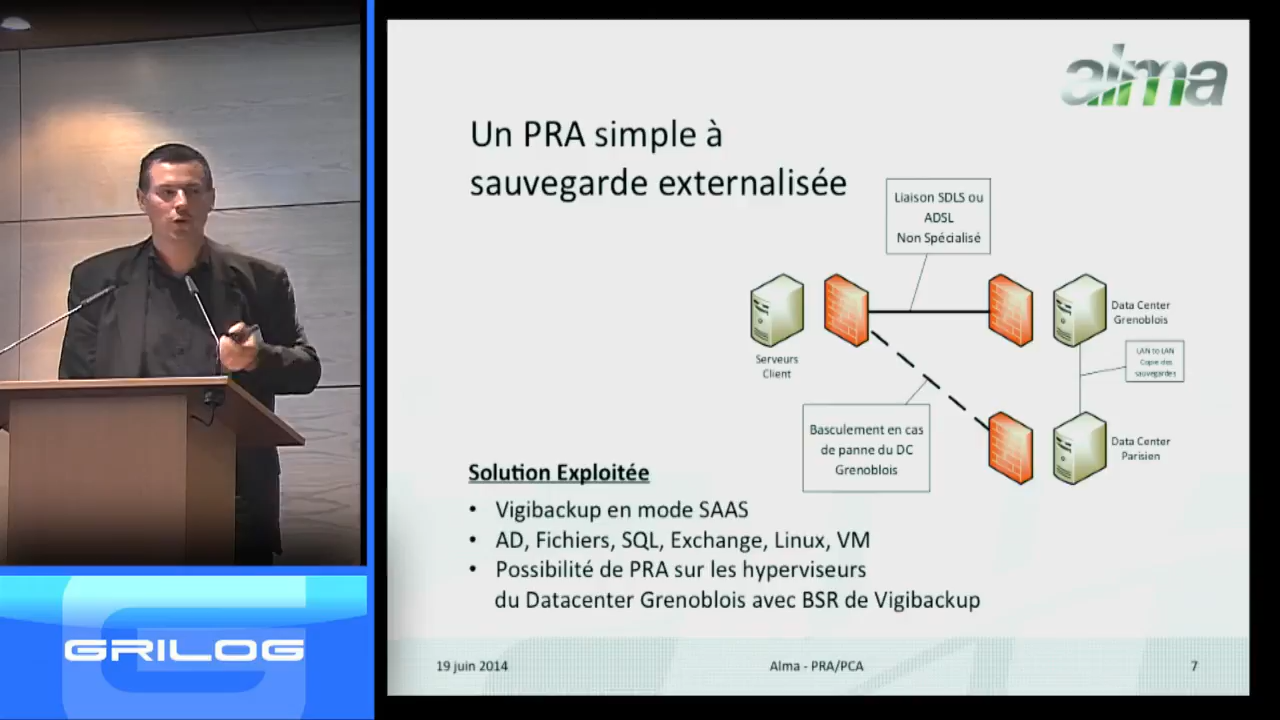 alma
Un PRA simple à
sauvegarde externalisée
Liaison SDLS ou
ADSL
Non Spécialisé
Serveurs
Client
Data Center
Grenoblois
LAN to LAN
Copie des
sauvegardes
Basculement en cas
de panne du DC
Grenoblois
Data Center
Parisien
Solution Exploitée
• Vigibackup en mode SAAS
• AD, Fichiers, SQL, Exchange, Linux, VM
• Possibilité de PRA sur les hyperviseurs
du Datacenter Grenoblois avec BSR de Vigibackup
GRILOG
19 juin 2014
Alma - PRA/PCA
7